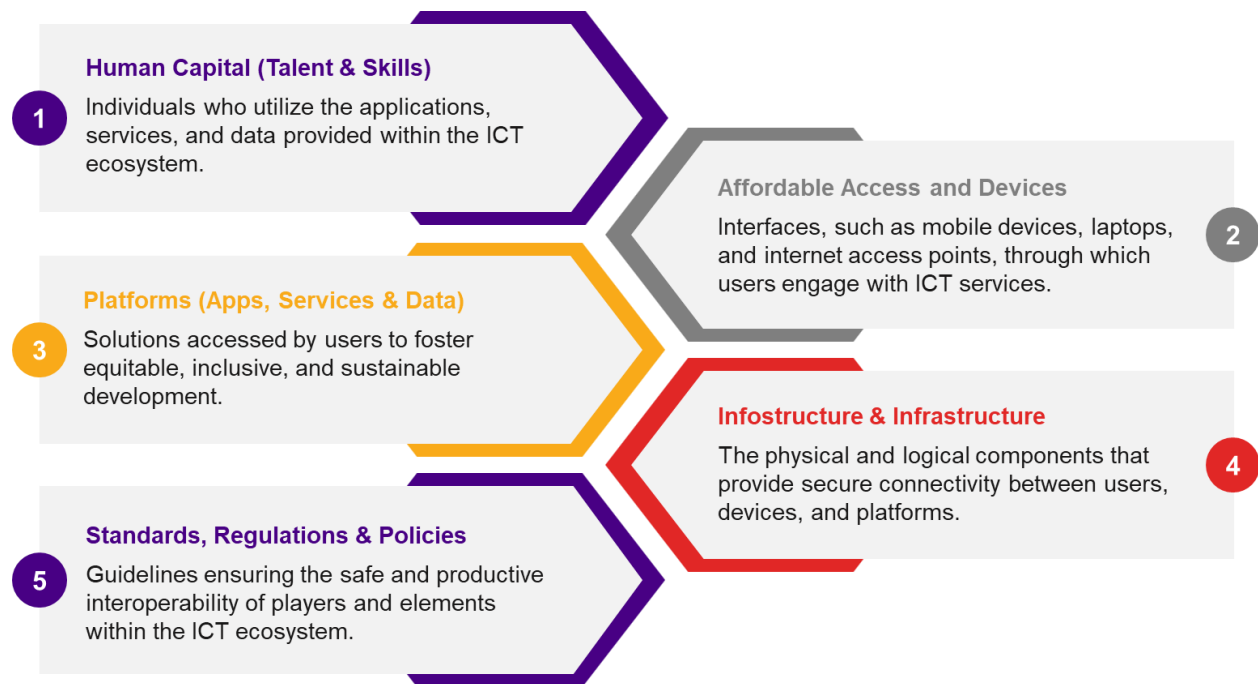 1
Human Capital (Talent & Skills)
Individuals who utilize the applications,
services, and data provided within the ICT
ecosystem.
2
Affordable Access and Devices
Interfaces, such as mobile devices, laptops,
and internet access points, through which
users engage with ICT services.
3
Platforms (Apps, Services & Data)
Solutions accessed by users to foster
equitable, inclusive, and sustainable
development.
4
Infostructure & Infrastructure
The physical and logical components that
provide secure connectivity between users,
devices, and platforms.
5
Standards, Regulations & Policies
Guidelines ensuring the safe and productive
interoperability of players and elements
within the ICT ecosystem.